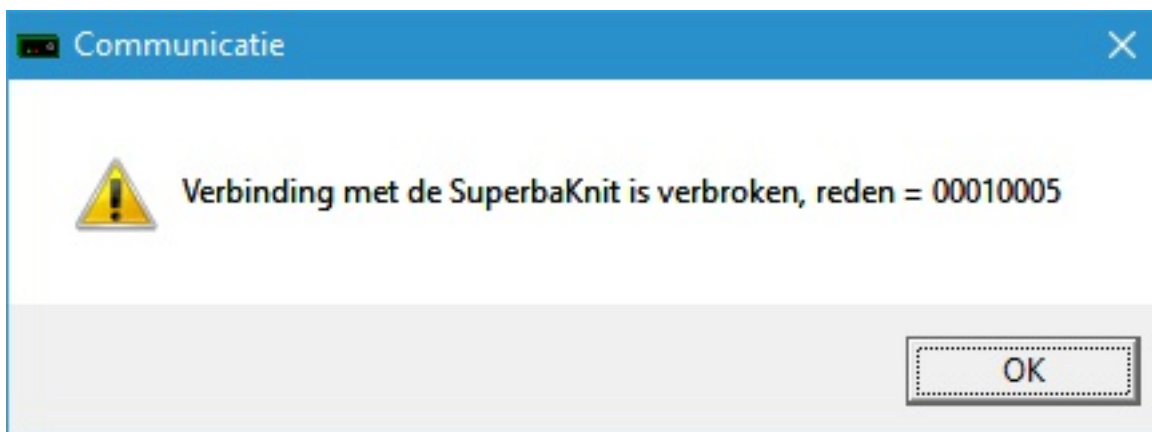 Communicatie
Verbinding met de SuperbaKnit is verbroken, reden = 00010005
OK